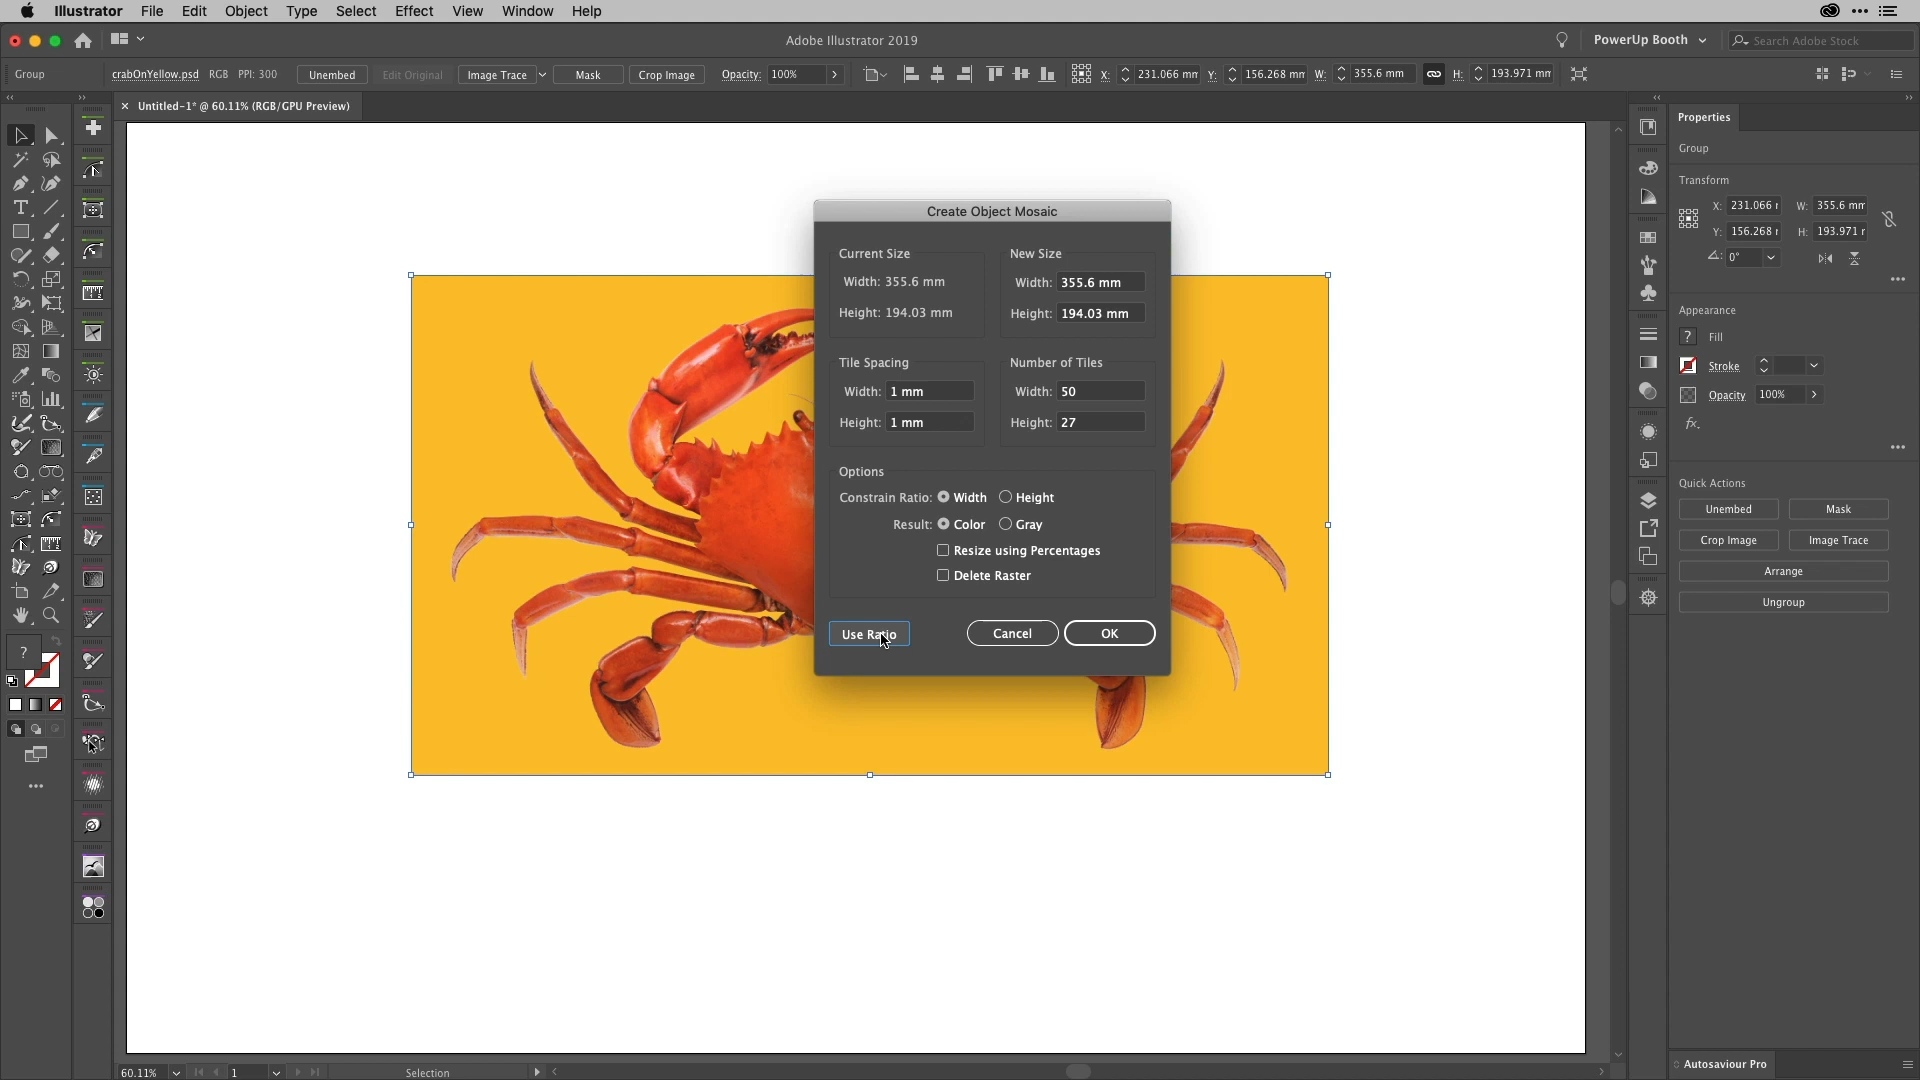 Illustrator File Edit Object Type Select Effect View Window Help
Adobe Illustrator 2019
PowerUp Booth
Search Adobe Stock
Group
crabOnYellow.psd RGB PPI: 300 Unembed Edit Original Image Trace Mask Crop Image Opacity: 100% X: 231.066 mm Y: 156.268 mm W: 355.6 mm H: 193.971 mm
Untitled-1* @ 60.11% (RGB/GPU Preview)
Create Object Mosaic
Current Size
Width: 355.6 mm
Height: 194.03 mm
New Size
Width: 355.6 mm
Height: 194.03 mm
Tile Spacing
Width: 1 mm
Height: 1 mm
Number of Tiles
Width: 50
Height: 27
Options
Constrain Ratio: Width Height
Result: Color Gray
Resize using Percentages
Delete Raster
Use Ratio
Cancel
OK
Properties
Group
Transform
X: 231.066 W: 355.6 mm
Y: 156.268 H: 193.971
0°
Appearance
? Fill
Stroke
Opacity 100%
fx.
Quick Actions
Unembed Mask
Crop Image Image Trace
Arrange
Ungroup
?
60.11% 1 Selection
Autosaviour Pro